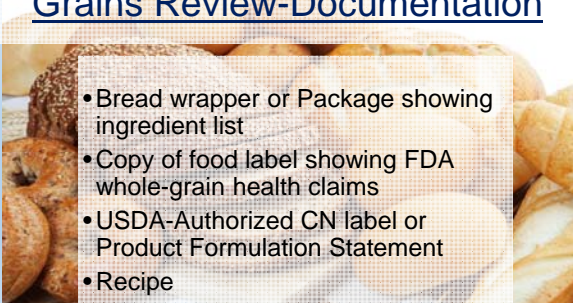 Grains Review-Documentation
•Bread wrapper or Package showing
ingredient list
•Copy of food label showing FDA
whole-grain health claims
•USDA-Authorized CN label or
Product Formulation Statement
•Recipe